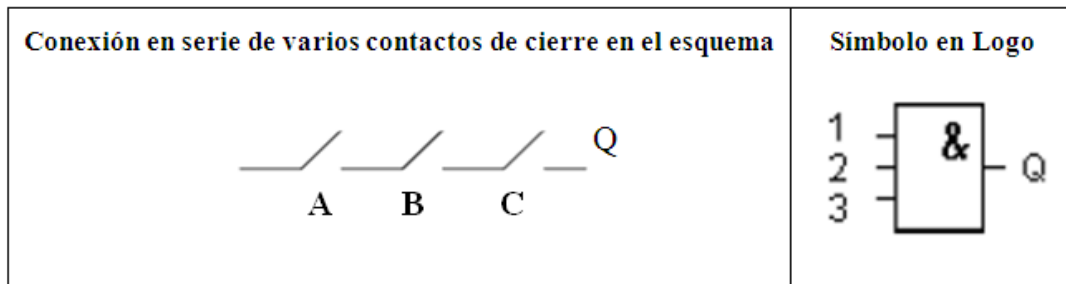 Conexión en serie de varios contactos de cierre en el esquema
Símbolo en Logo
Q
A B C
1
2
3
&
Q